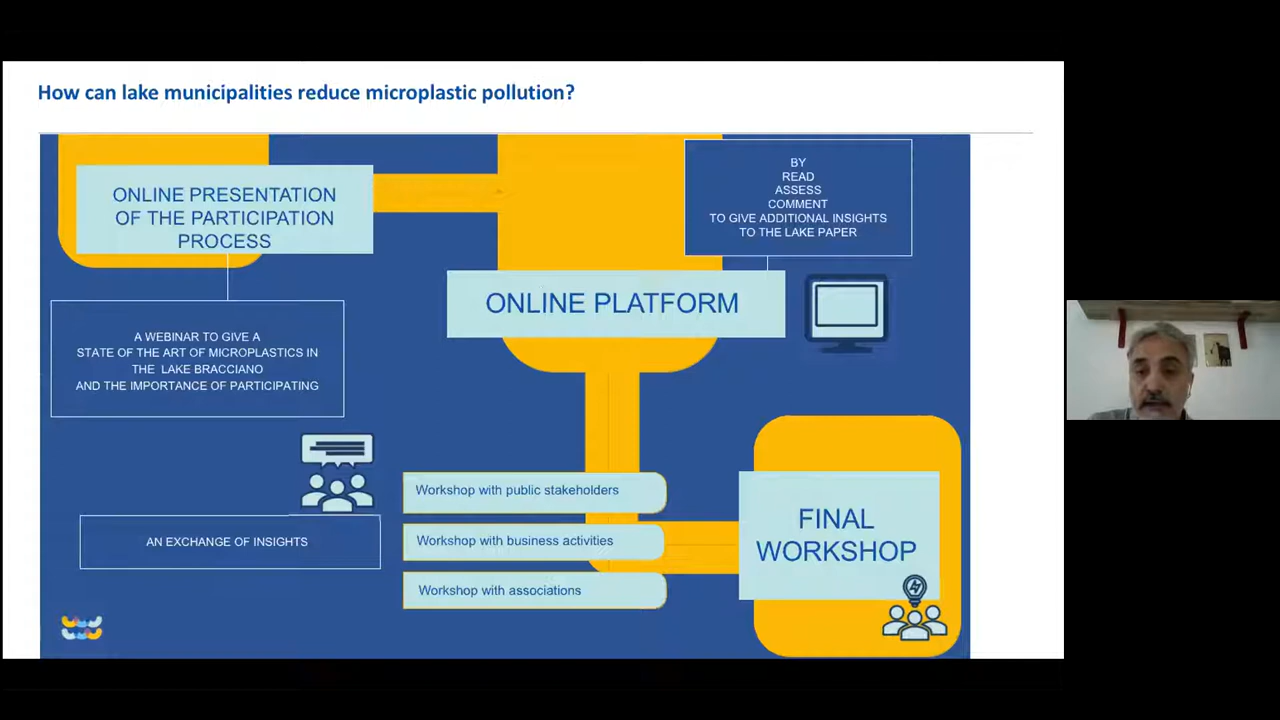 How can lake municipalities reduce microplastic pollution?
ONLINE PRESENTATION
OF THE PARTICIPATION
PROCESS
BY
READ
ASSESS
COMMENT
TO GIVE ADDITIONAL INSIGHTS
TO THE LAKE PAPER
ONLINE PLATFORM
A WEBINAR TO GIVE A
STATE OF THE ART OF MICROPLASTICS IN
THE LAKE BRACCIANO
AND THE IMPORTANCE OF PARTICIPATING
Workshop with public stakeholders
Workshop with business activities
Workshop with associations
AN EXCHANGE OF INSIGHTS
FINAL
WORKSHOP